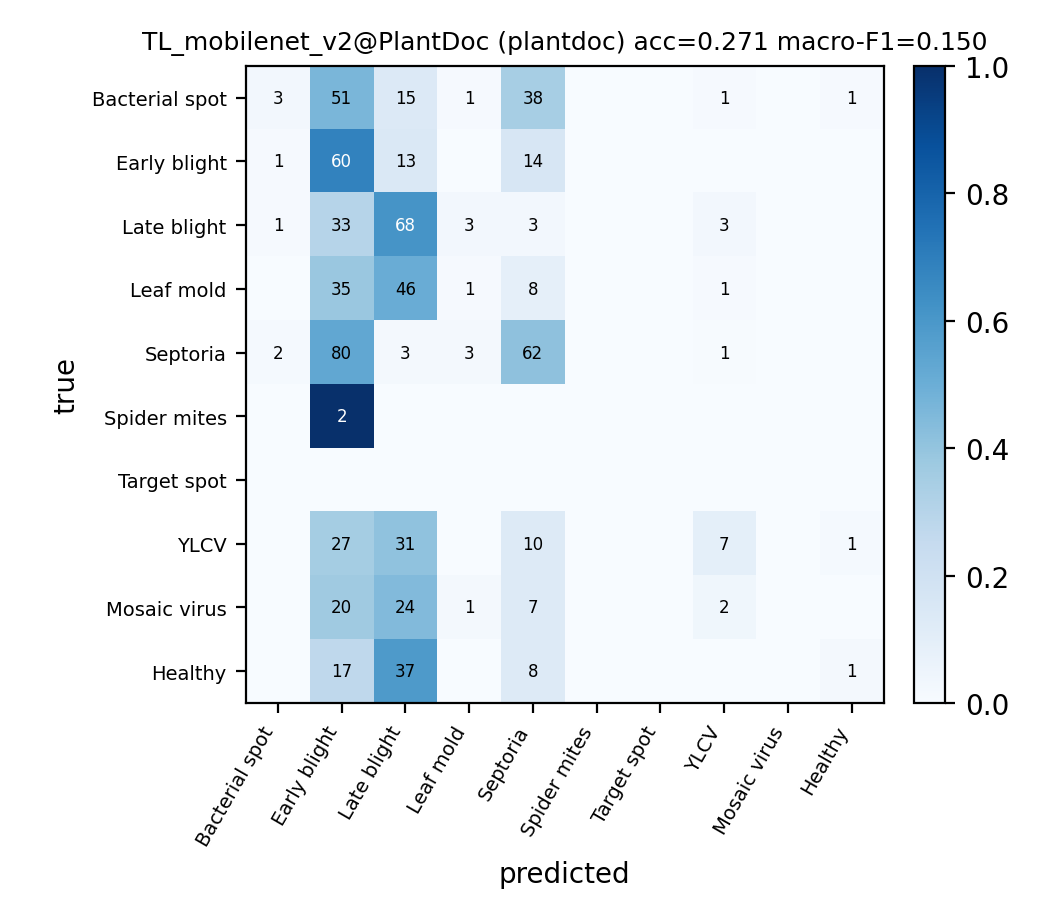 TL_mobilenet_v2@PlantDoc (plantdoc) acc=0.271 macro-F1=0.150
Bacterial spot 3 51 15 1 38 1 1
Early blight 1 60 13 14
Late blight 1 33 68 3 3 3
Leaf mold 35 46 1 8 1
Septoria 2 80 3 3 62 1
Spider mites 2
Target spot
YLCV 27 31 10 7 1
Mosaic virus 20 24 1 7 2
Healthy 17 37 8 1
true
Bacterial spot
Early blight
Late blight
Leaf mold
Septoria
Spider mites
Target spot
YLCV
Mosaic virus
Healthy
predicted
1.0
0.8
0.6
0.4
0.2
0.0